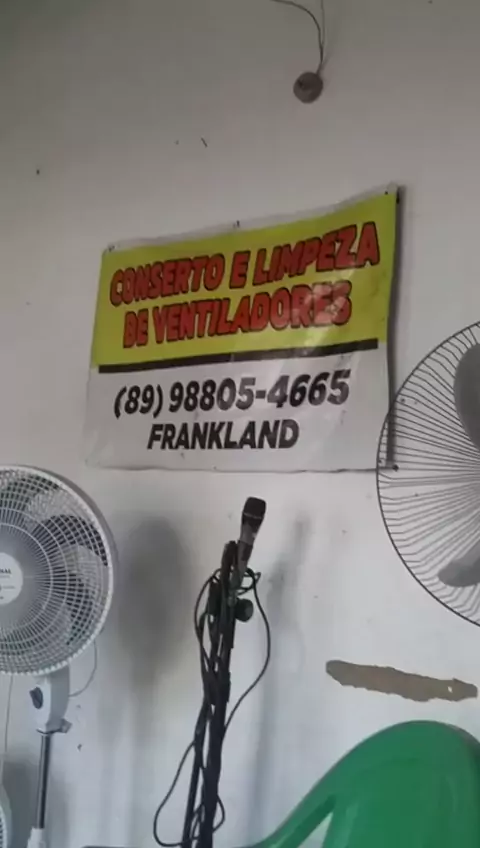 CONSERTO E LIMPEZA
DE VENTILADORES
(89) 98805-4665
FRANKLAND